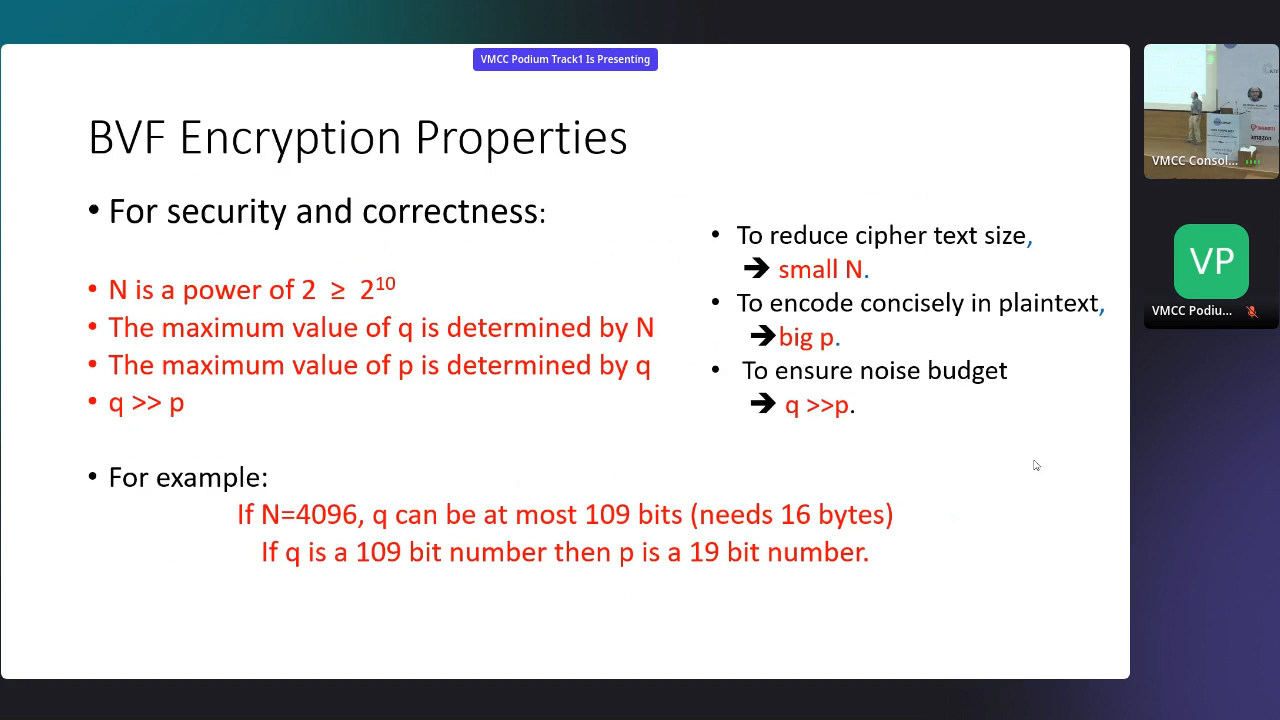 VMCC Podium Track1 Is Presenting
BVF Encryption Properties
• For security and correctness:
• N is a power of 2 ≥ 2¹⁰
• The maximum value of q is determined by N
• The maximum value of p is determined by q
• q >> p
• For example:
If N=4096, q can be at most 109 bits (needs 16 bytes)
If q is a 109 bit number then p is a 19 bit number.
• To reduce cipher text size,
➔ small N.
• To encode concisely in plaintext,
➔big p.
• To ensure noise budget
➔ q >>p.
amazon
VMCC Consol...
VP
VMCC Podiu...